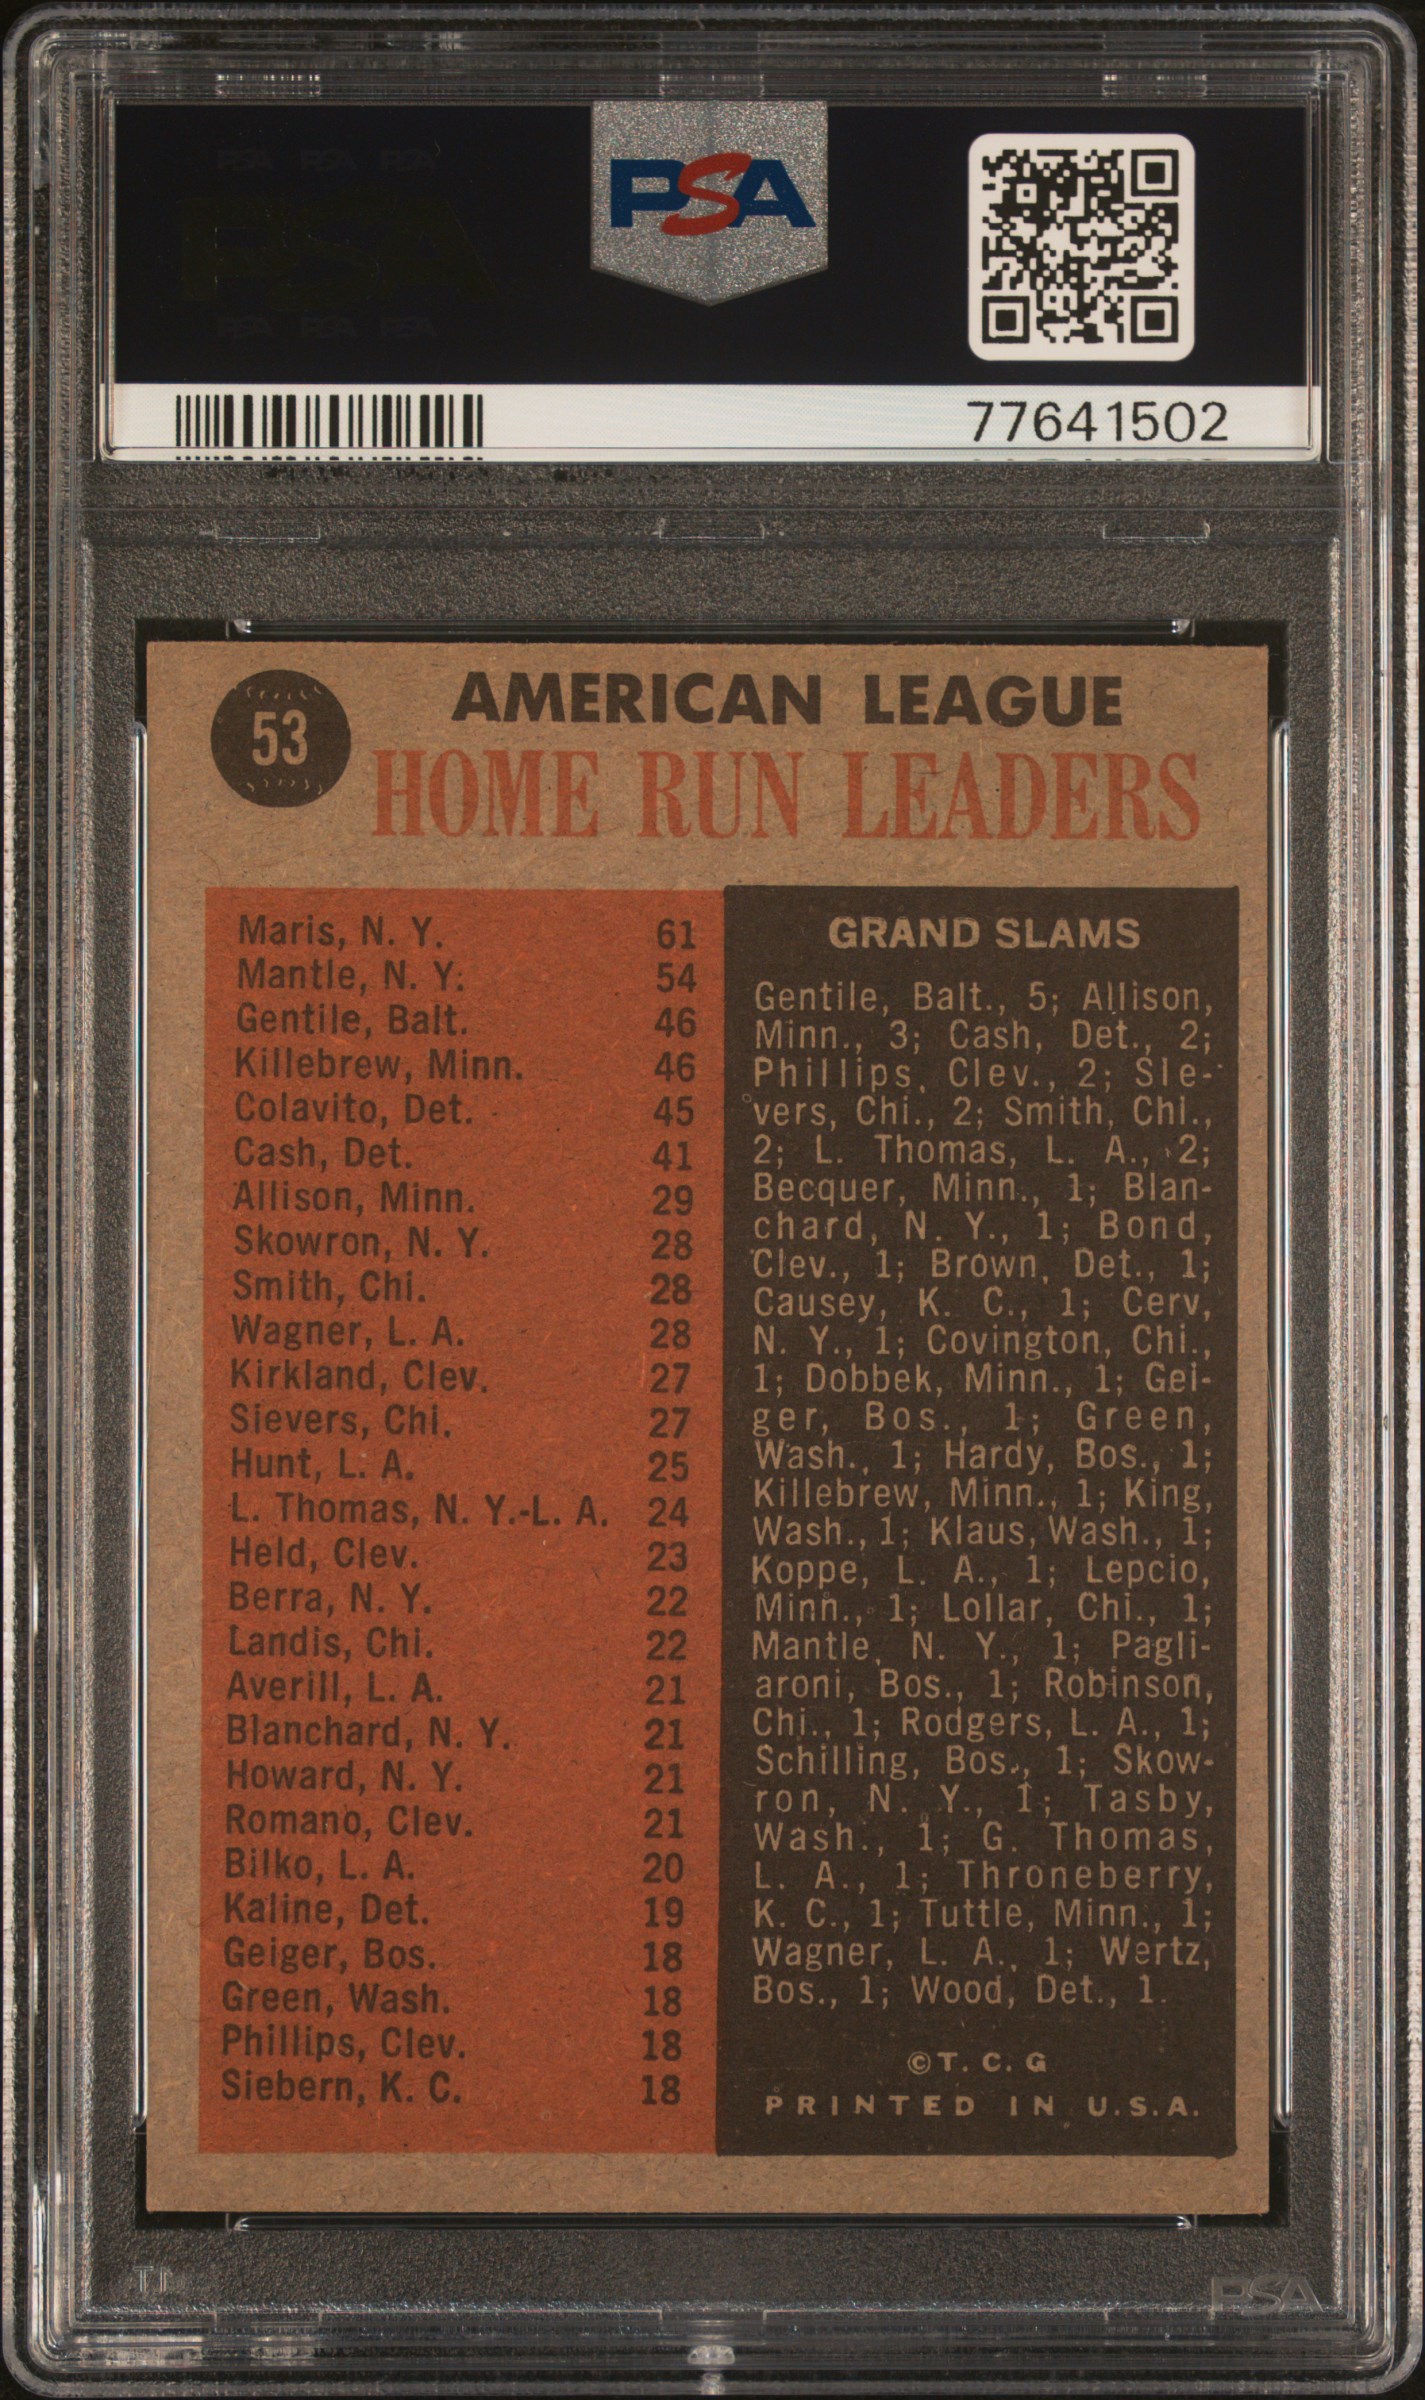 PSA PSA PSA
PSA
PSA PSA PSA
PSA
77641502
53
AMERICAN LEAGUE
HOME RUN LEADERS
Maris, N. Y. 61
Mantle, N. Y. 54
Gentile, Balt. 46
Killebrew, Minn. 46
Colavito, Det. 45
Cash, Det. 41
Allison, Minn. 29
Skowron, N. Y. 28
Smith, Chi. 28
Wagner, L. A. 28
Kirkland, Clev. 27
Sievers, Chi. 27
Hunt, L. A. 25
L. Thomas, N. Y.-L. A. 24
Held, Clev. 23
Berra, N. Y. 22
Landis, Chi. 22
Averill, L. A. 21
Blanchard, N. Y. 21
Howard, N. Y. 21
Romano, Clev. 21
Bilko, L. A. 20
Kaline, Det. 19
Geiger, Bos. 18
Green, Wash. 18
Phillips, Clev. 18
Siebern, K. C. 18
GRAND SLAMS
Gentile, Balt., 5; Allison,
Minn., 3; Cash, Det., 2;
Phillips, Clev., 2; Sie-
vers, Chi., 2; Smith, Chi.,
2; L. Thomas, L. A., 2;
Becquer, Minn., 1; Blan-
chard, N. Y., 1; Bond,
Clev., 1; Brown, Det., 1;
Causey, K. C., 1; Cerv,
N. Y., 1; Covington, Chi.,
1; Dobbek, Minn., 1; Gei-
ger, Bos., 1; Green,
Wash., 1; Hardy, Bos., 1;
Killebrew, Minn., 1; King,
Wash., 1; Klaus, Wash., 1;
Koppe, L. A., 1; Lepcio,
Minn., 1; Lollar, Chi., 1;
Mantle, N. Y., 1; Pagli-
aroni, Bos., 1; Robinson,
Chi., 1; Rodgers, L. A., 1;
Schilling, Bos., 1; Skow-
ron, N. Y., 1; Tasby,
Wash., 1; G. Thomas,
L. A., 1; Throneberry,
K. C., 1; Tuttle, Minn., 1;
Wagner, L. A., 1; Wertz,
Bos., 1; Wood, Det., 1.
©T. C. G
PRINTED IN U.S.A.
PSA